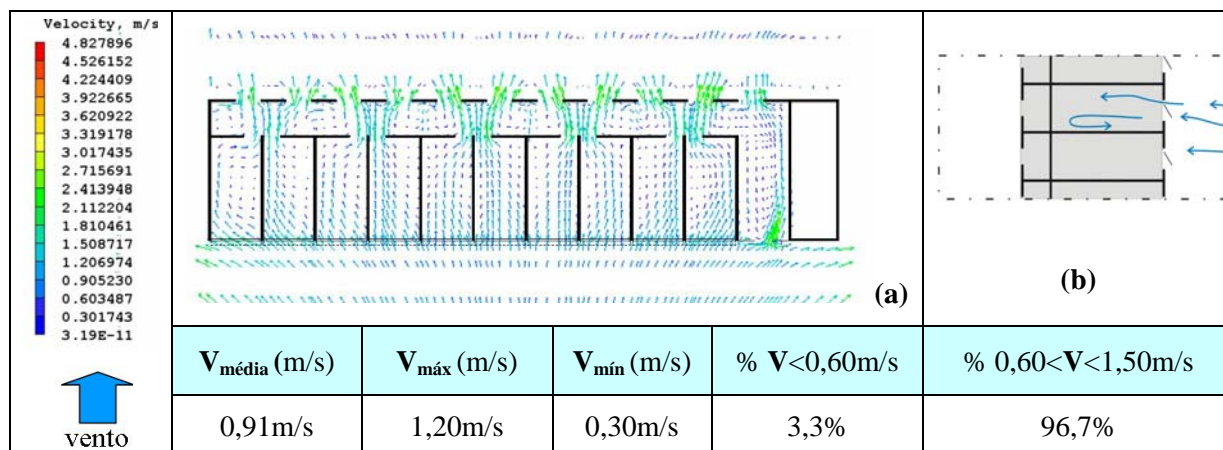 Velocity, m/s
4.827896
4.526152
4.224409
3.922665
3.620922
3.319178
3.017435
2.715691
2.413948
2.112204
1.810461
1.508717
1.206974
0.905230
0.603487
0.301743
3.19E-11
vento
(a)
(b)
Vmédia (m/s) Vmáx (m/s) Vmín (m/s) % V<0,60m/s % 0,60<V<1,50m/s
0,91m/s 1,20m/s 0,30m/s 3,3% 96,7%